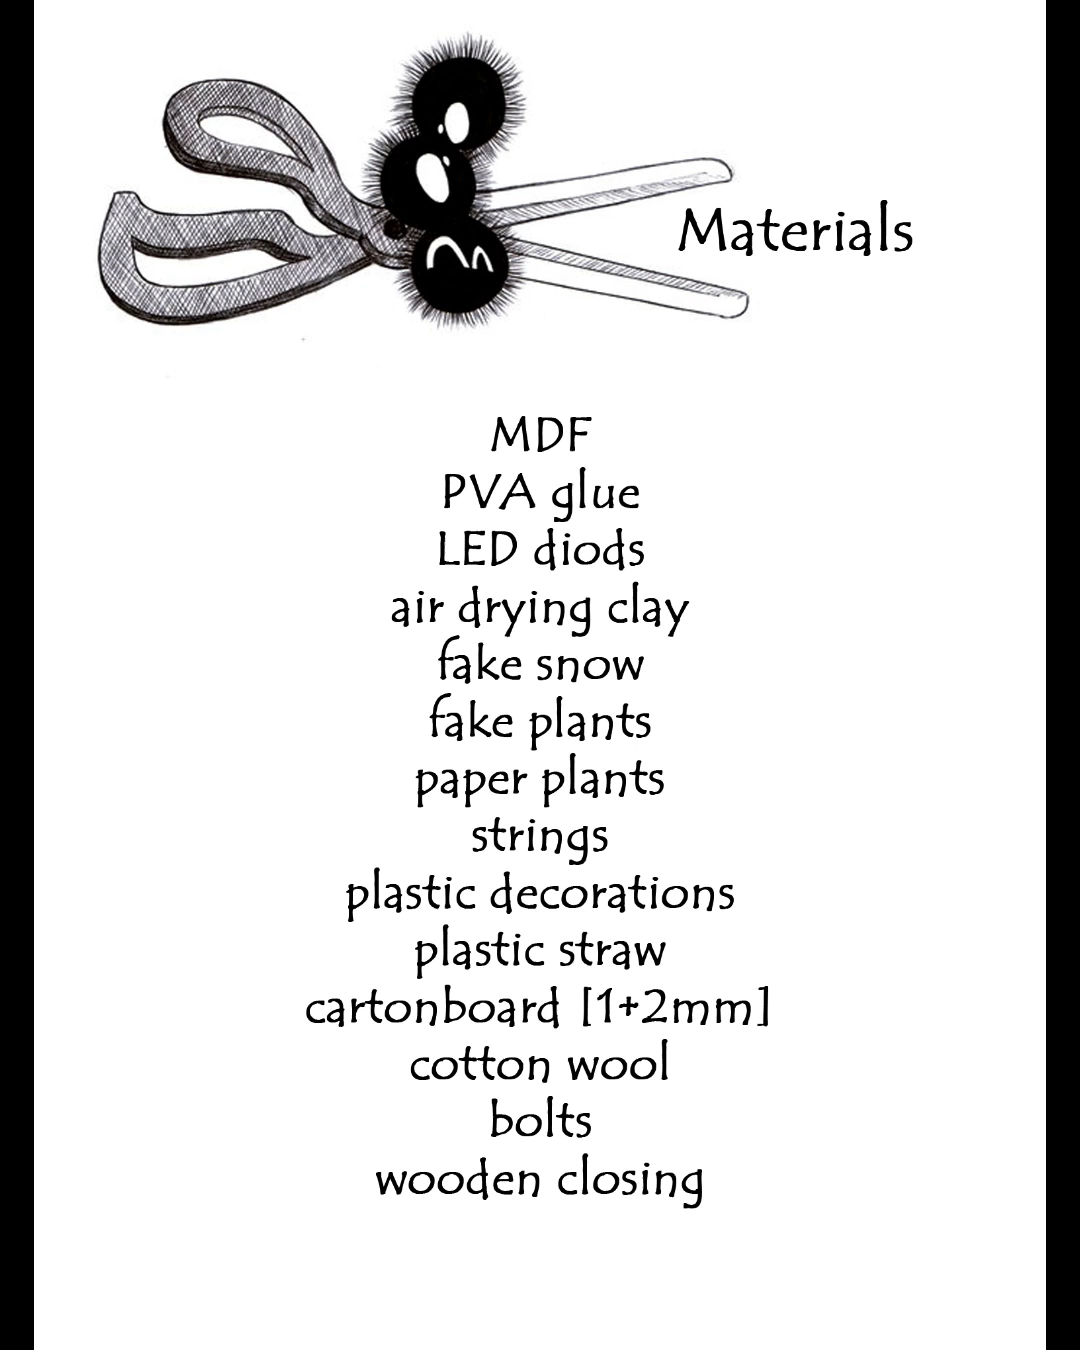 Materials
MDF
PVA glue
LED diods
air drying clay
fake snow
fake plants
paper plants
strings
plastic decorations
plastic straw
cartonboard [1+2mm]
cotton wool
bolts
wooden closing